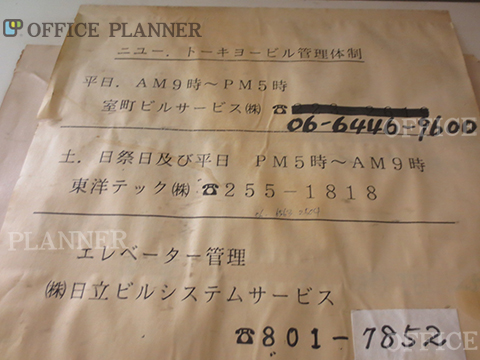 OFFICE PLANNER
ニュー.トーキヨービル管理体制
平日.AM9時〜PM5時
室町ビルサービス㈱ ☎
06-6446-9600
OFFICE
土.日祭日及び平日 PM5時〜AM9時
東洋テック㈱ ☎255-1818
PLANNER
エレベーター管理
㈱日立ビルシステムサービス
☎801-7852
OFFICE